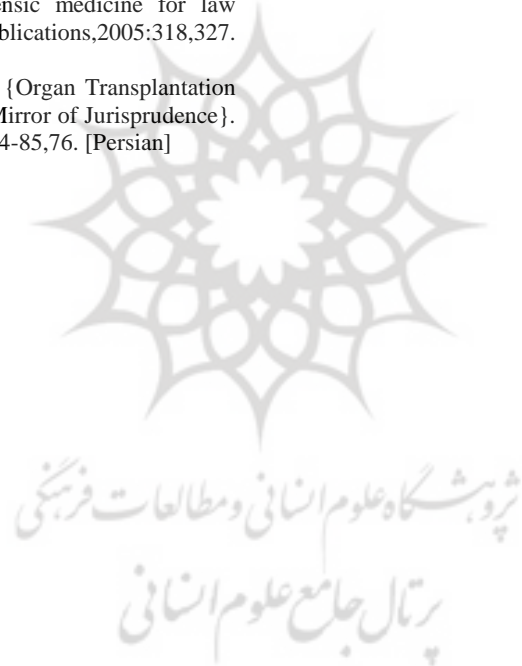 ensic medicine for law
blications,2005:318,327.
{Organ Transplantation
Mirror of Jurisprudence}.
4-85,76. [Persian]
پژوهشگاه علوم انسانی و مطالعات فرهنگی
پرتال جامع علوم انسانی